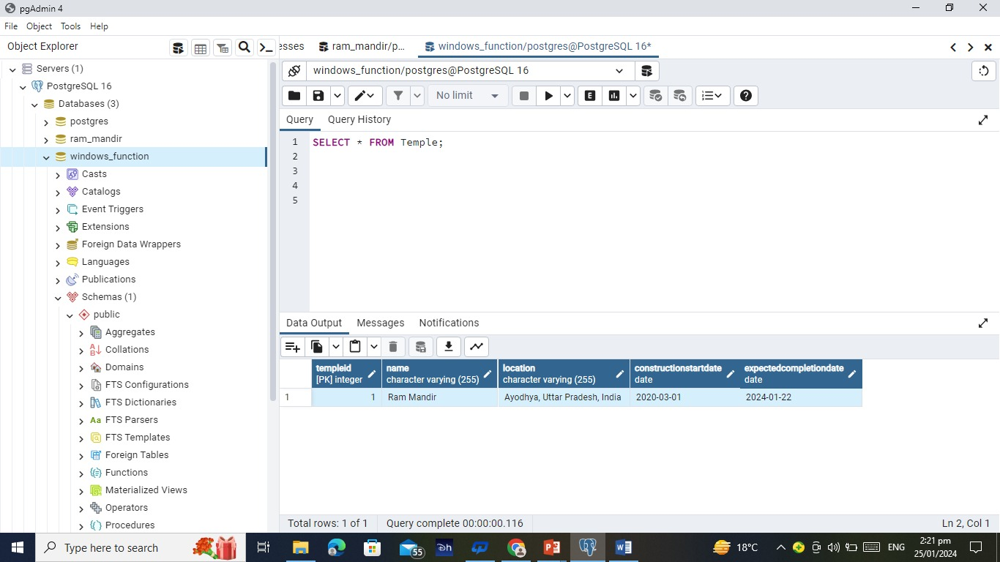 pgAdmin 4
File Object Tools Help
Object Explorer
esses ram_mandir/p... windows_function/postgres@PostgreSQL 16*
Servers (1)
PostgreSQL 16
Databases (3)
postgres
ram_mandir
windows_function
Casts
Catalogs
Event Triggers
Extensions
Foreign Data Wrappers
Languages
Publications
Schemas (1)
public
Aggregates
Collations
Domains
FTS Configurations
FTS Dictionaries
Aa FTS Parsers
FTS Templates
Foreign Tables
Functions
Materialized Views
Operators
Procedures
windows_function/postgres@PostgreSQL 16
No limit E
Query Query History
1 SELECT * FROM Temple;
2
3
4
5
Data Output Messages Notifications
templeid name location constructionstartdate expectedcompletiondate
[PK] integer character varying (255) character varying (255) date date
1 1 Ram Mandir Ayodhya, Uttar Pradesh, India 2020-03-01 2024-01-22
Total rows: 1 of 1 Query complete 00:00:00.116 Ln 2, Col 1
Type here to search 55 18°C ENG 2:21 pm
25/01/2024